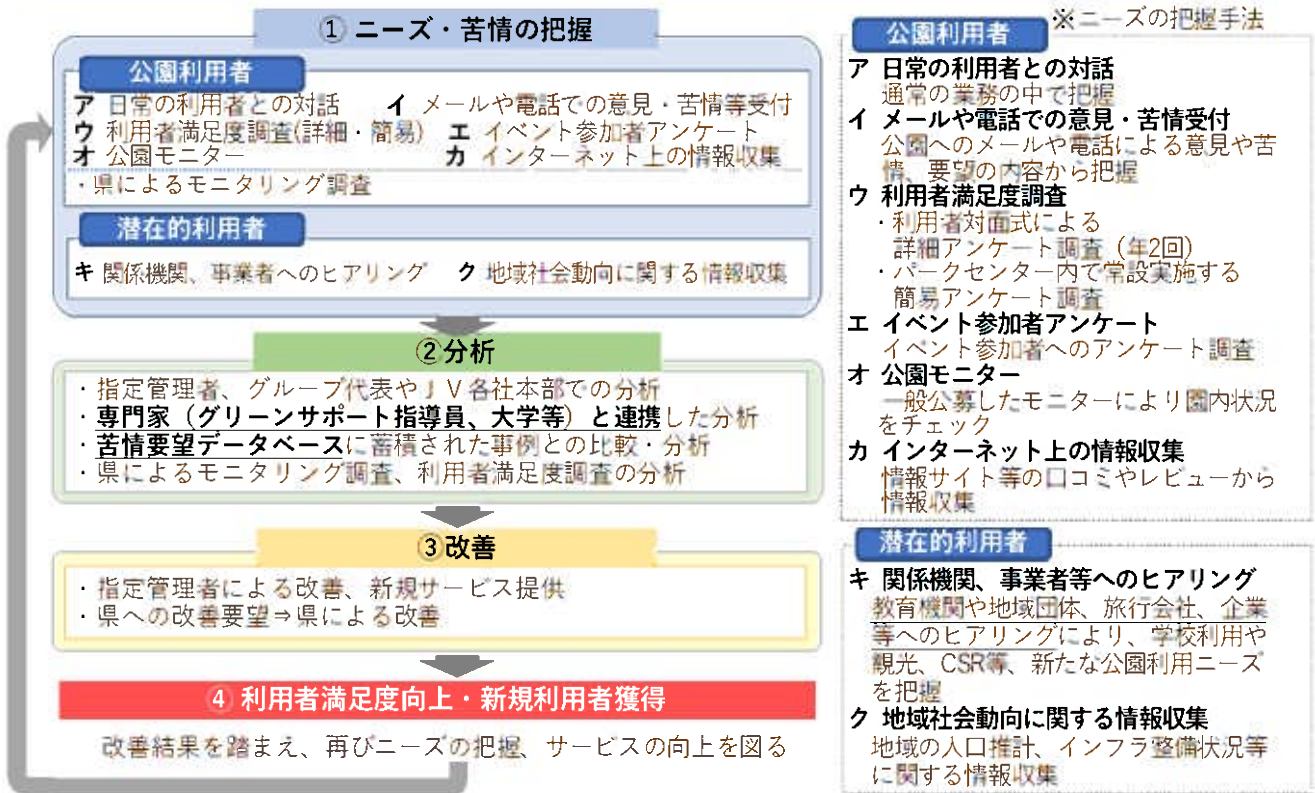 ① ニーズ・苦情の把握
公園利用者
ア 日常の利用者との対話　イ メールや電話での意見・苦情等受付
ウ 利用者満足度調査(詳細・簡易)　エ イベント参加者アンケート
オ 公園モニター　カ インターネット上の情報収集
・県によるモニタリング調査
潜在的利用者
キ 関係機関、事業者へのヒアリング　ク 地域社会動向に関する情報収集
②分析
・指定管理者、グループ代表やＪＶ各社本部での分析
・専門家（グリーンサポート指導員、大学等）と連携した分析
・苦情要望データベースに蓄積された事例との比較・分析
・県によるモニタリング調査、利用者満足度調査の分析
③改善
・指定管理者による改善、新規サービス提供
・県への改善要望⇒県による改善
④ 利用者満足度向上・新規利用者獲得
改善結果を踏まえ、再びニーズの把握、サービスの向上を図る
※ニーズの把握手法
公園利用者
ア 日常の利用者との対話
通常の業務の中で把握
イ メールや電話での意見・苦情受付
公園へのメールや電話による意見や苦
情、要望の内容から把握
ウ 利用者満足度調査
・利用者対面式による
詳細アンケート調査（年2回）
・パークセンター内で常設実施する
簡易アンケート調査
エ イベント参加者アンケート
イベント参加者へのアンケート調査
オ 公園モニター
一般公募したモニターにより園内状況
をチェック
カ インターネット上の情報収集
情報サイト等の口コミやレビューから
情報収集
潜在的利用者
キ 関係機関、事業者等へのヒアリング
教育機関や地域団体、旅行会社、企業
等へのヒアリングにより、学校利用や
観光、CSR等、新たな公園利用ニーズ
を把握
ク 地域社会動向に関する情報収集
地域の人口推計、インフラ整備状況等
に関する情報収集